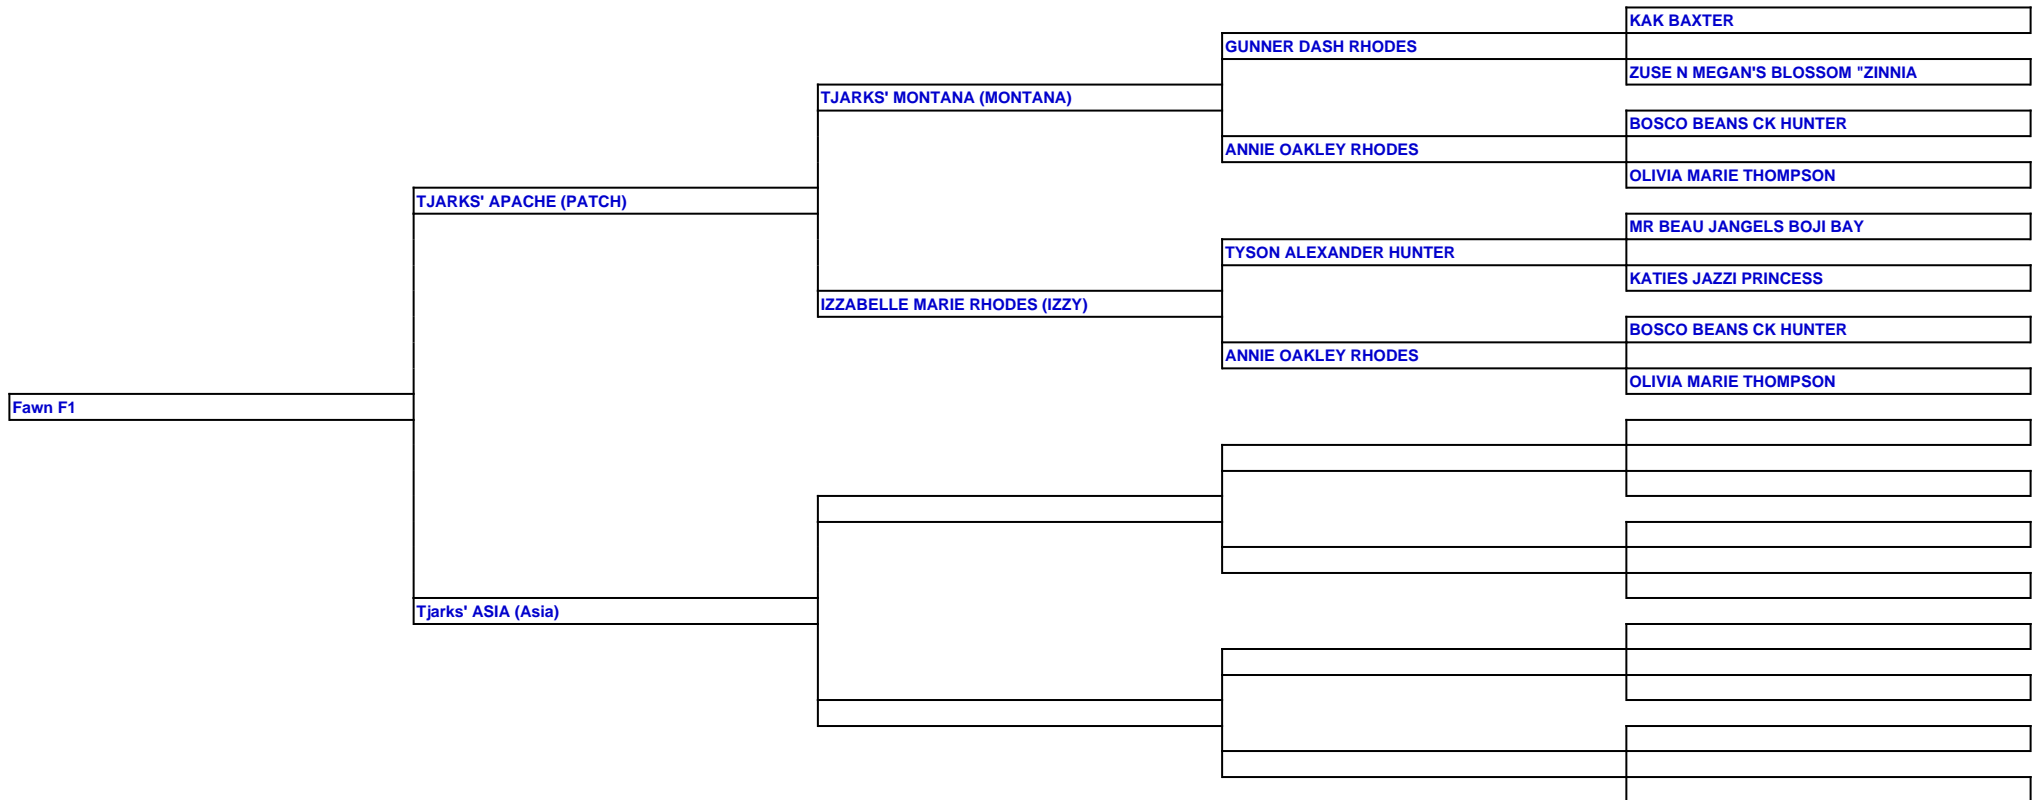 KAK BAXTER
GUNNER DASH RHODES
ZUSE N MEGAN'S BLOSSOM "ZINNIA
TJARKS' MONTANA (MONTANA)
BOSCO BEANS CK HUNTER
ANNIE OAKLEY RHODES
OLIVIA MARIE THOMPSON
TJARKS' APACHE (PATCH)
MR BEAU JANGELS BOJI BAY
TYSON ALEXANDER HUNTER
KATIES JAZZI PRINCESS
IZZABELLE MARIE RHODES (IZZY)
BOSCO BEANS CK HUNTER
ANNIE OAKLEY RHODES
OLIVIA MARIE THOMPSON
Fawn F1
Tjarks' ASIA (Asia)